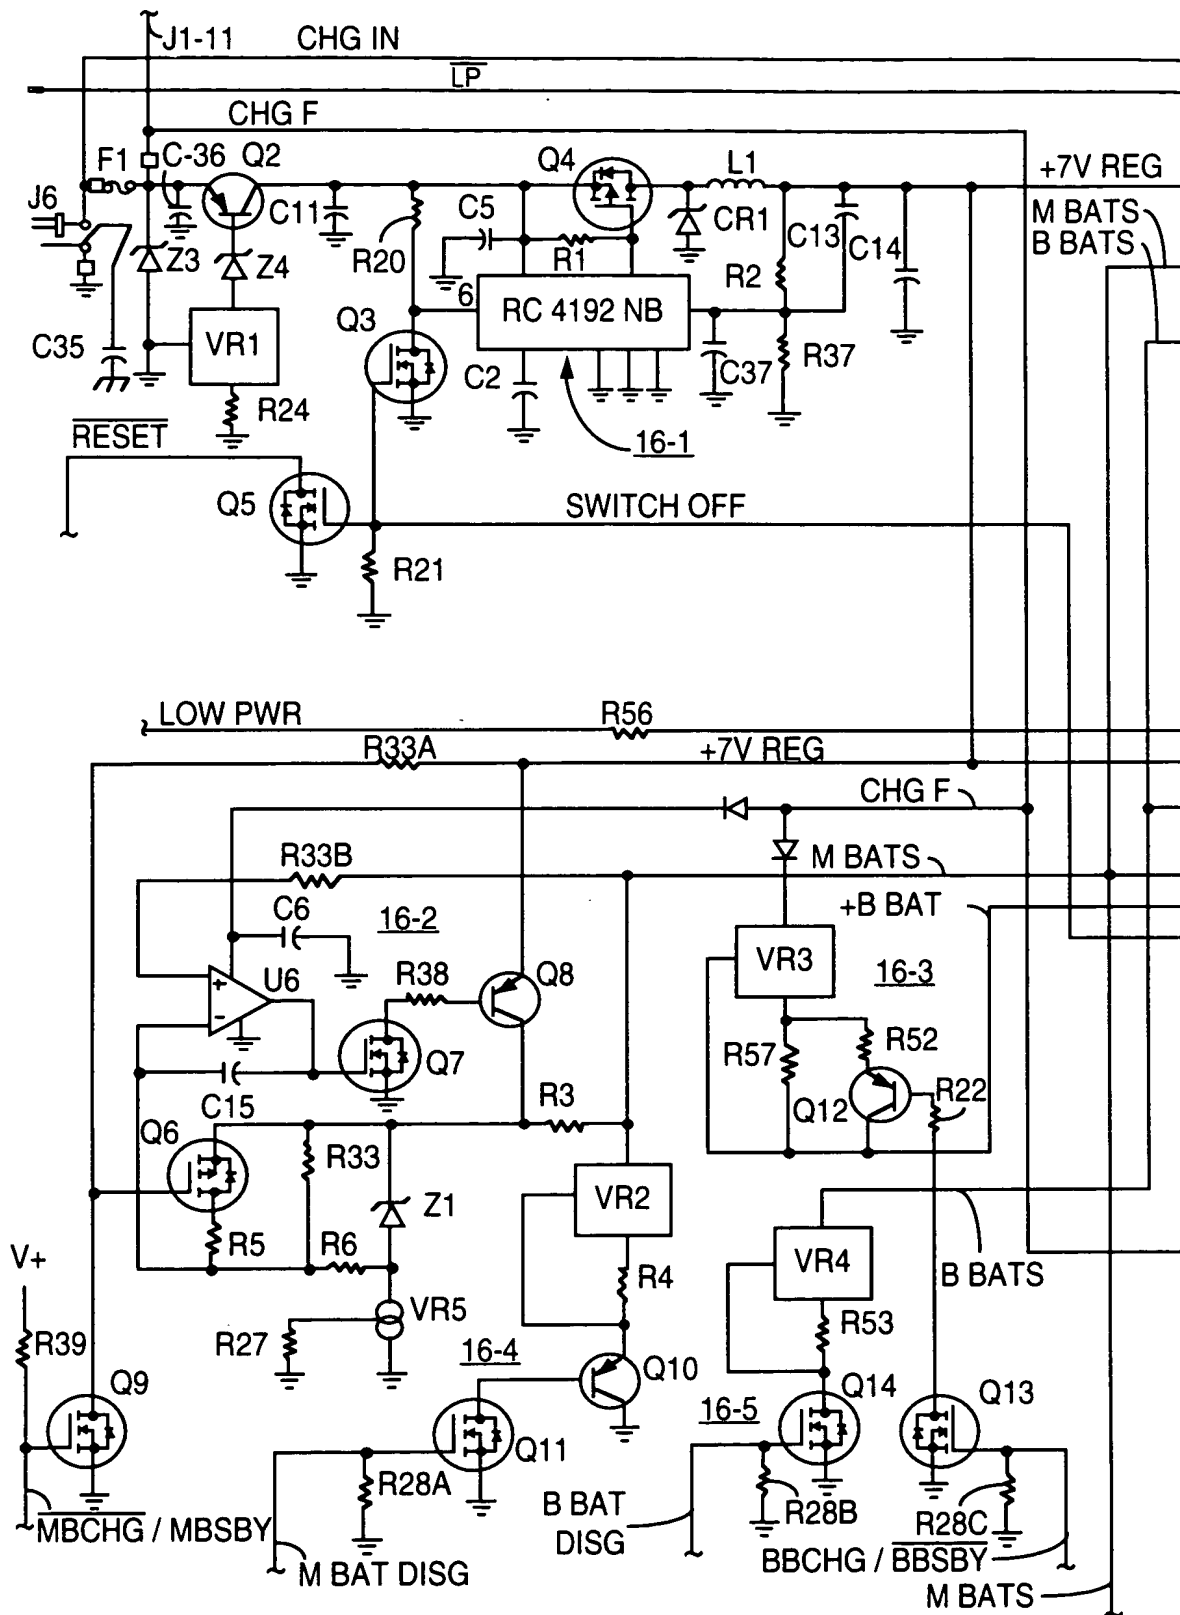 J1-11
CHG IN
LP
CHG F
F1
C-36
Q2
Q4
L1
+7V REG
J6
C11
C5
CR1
C13
C14
M BATS
B BATS
Z3
Z4
R20
R1
R2
6
RC 4192 NB
VR1
Q3
C35
C2
C37
R37
R24
16-1
RESET
Q5
SWITCH OFF
R21
LOW PWR
R56
R33A
+7V REG
CHG F
R33B
M BATS
C6
16-2
+B BAT
U6
+
-
R38
Q8
VR3
16-3
Q7
R57
R52
C15
R3
Q12
R22
Q6
R33
Z1
VR2
R5
R6
R4
VR4
B BATS
V+
VR5
R53
R39
R27
16-4
Q10
Q9
Q14
Q13
16-5
Q11
R28A
B BAT
DISG
R28B
R28C
MBCHG / MBSBY
M BAT DISG
BBCHG / BBSBY
M BATS